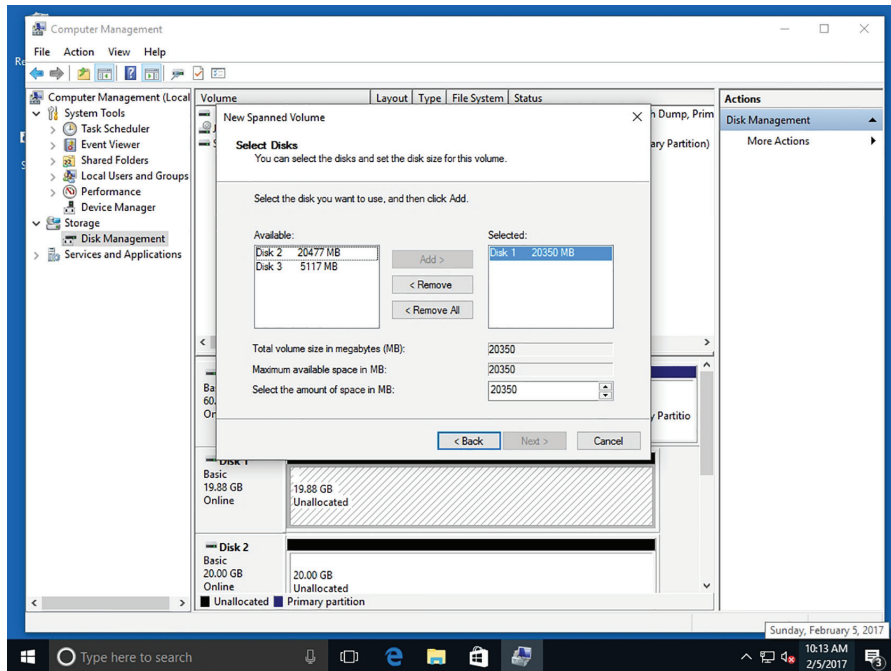 Computer Management
File Action View Help
Computer Management (Local
System Tools
Task Scheduler
Event Viewer
Shared Folders
Local Users and Groups
Performance
Device Manager
Storage
Disk Management
Services and Applications
Volume Layout Type File System Status
n Dump, Prim
ary Partition)
New Spanned Volume
Select Disks
You can select the disks and set the disk size for this volume.
Select the disk you want to use, and then click Add.
Available:
Disk 2 20477 MB
Disk 3 5117 MB
Add >
< Remove
< Remove All
Selected:
Disk 1 20350 MB
Total volume size in megabytes (MB): 20350
Maximum available space in MB: 20350
Select the amount of space in MB: 20350
< Back Next > Cancel
Ba
60.
Or
y Partitio
Disk 1
Basic
19.88 GB
Online
19.88 GB
Unallocated
Disk 2
Basic
20.00 GB
Online
20.00 GB
Unallocated
Unallocated Primary partition
Actions
Disk Management
More Actions
Sunday, February 5, 2017
Type here to search
10:13 AM
2/5/2017
3